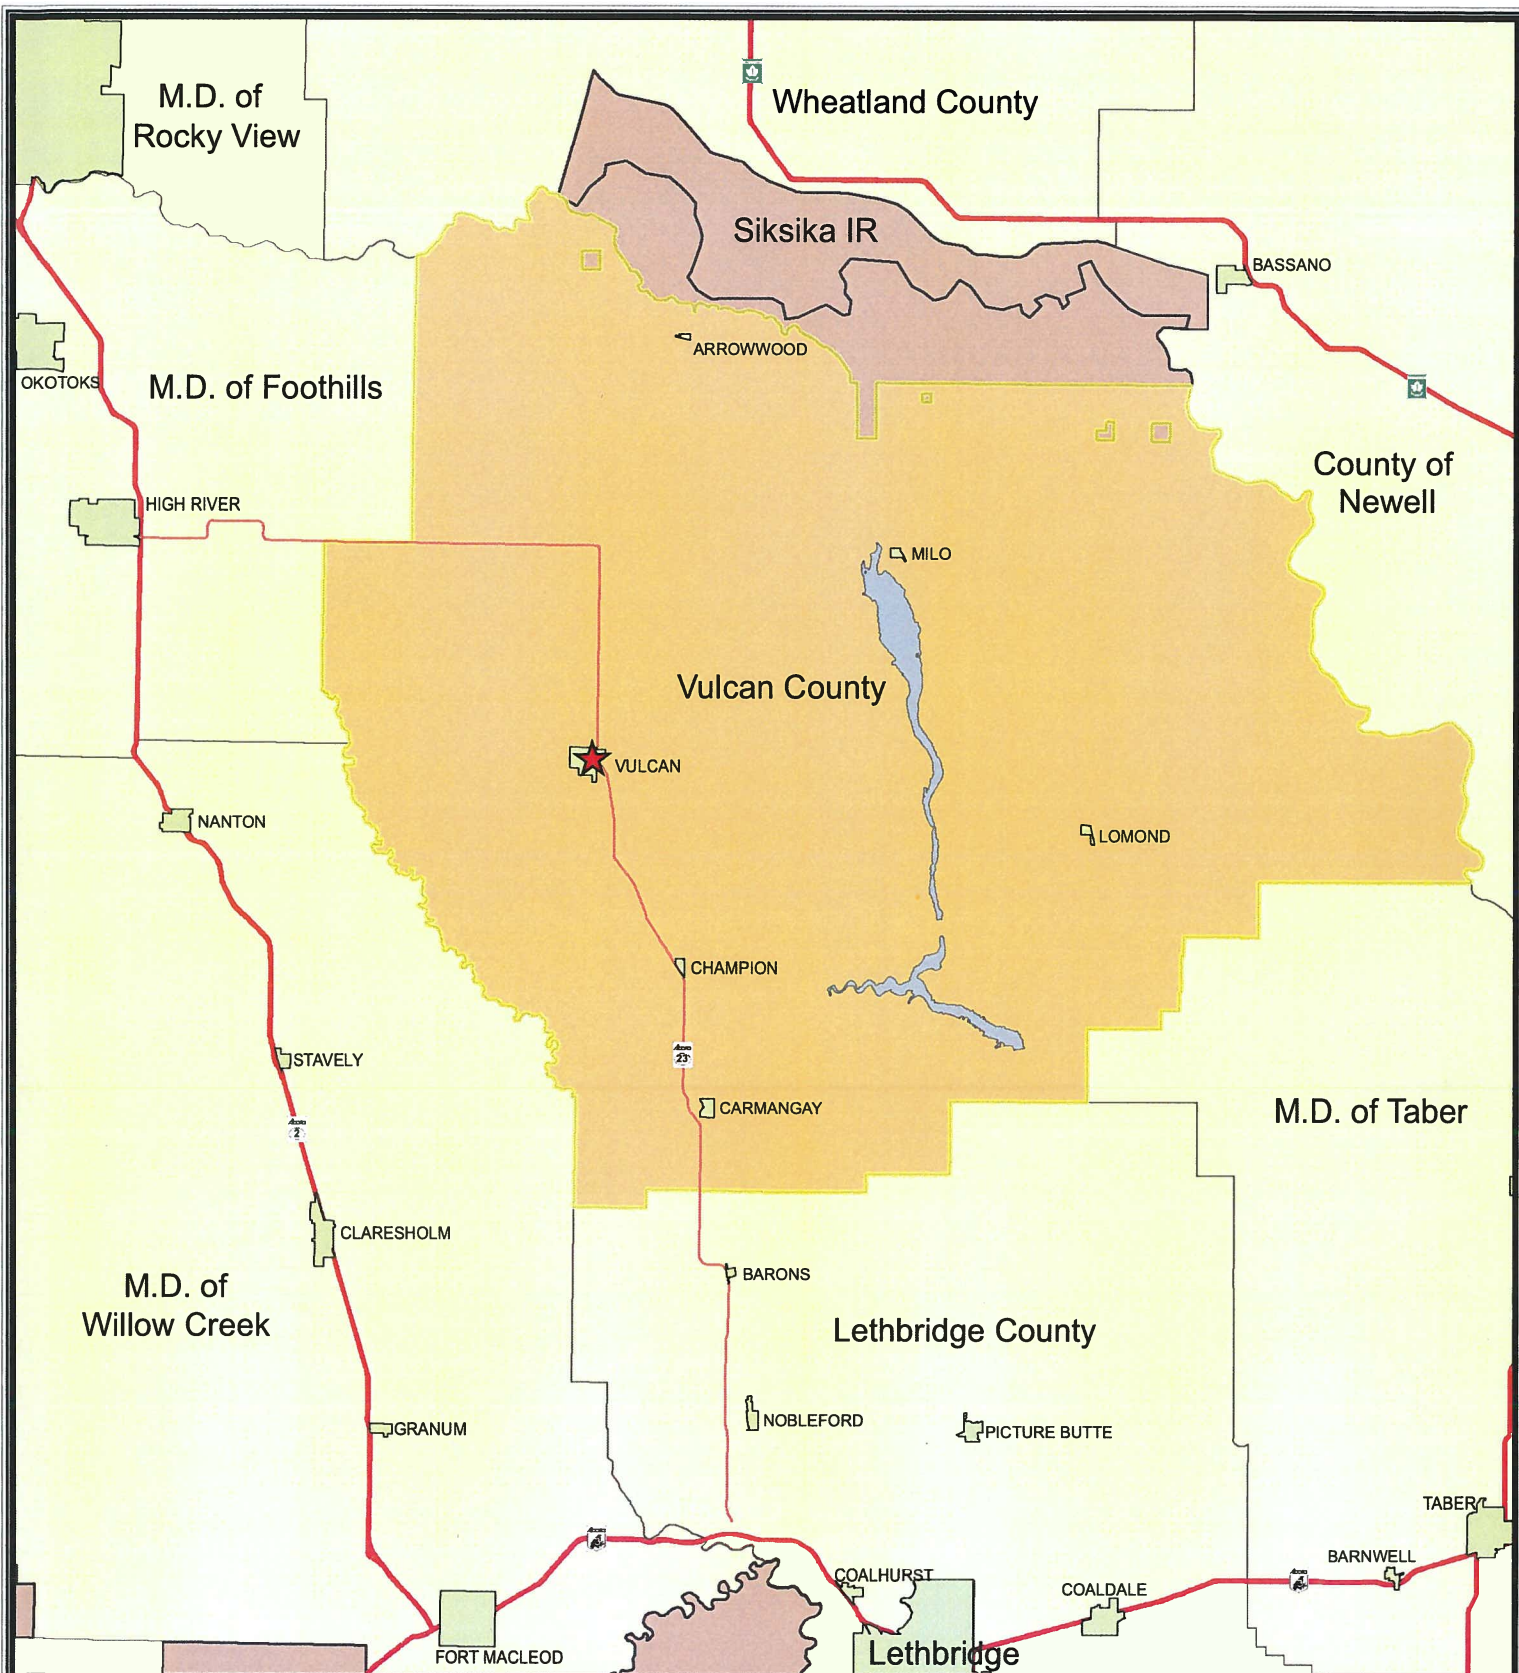 M.D. of
Rocky View
Wheatland County
Siksika IR
BASSANO
ARROWWOOD
OKOTOKS
M.D. of Foothills
County of
Newell
HIGH RIVER
MILO
Vulcan County
VULCAN
NANTON
LOMOND
CHAMPION
23
STAVELY
CARMANGAY
M.D. of Taber
2
CLARESHOLM
BARONS
M.D. of
Willow Creek
Lethbridge County
GRANUM
NOBLEFORD
PICTURE BUTTE
TABER
BARNWELL
COALHURST
COALDALE
FORT MACLEOD
Lethbridge